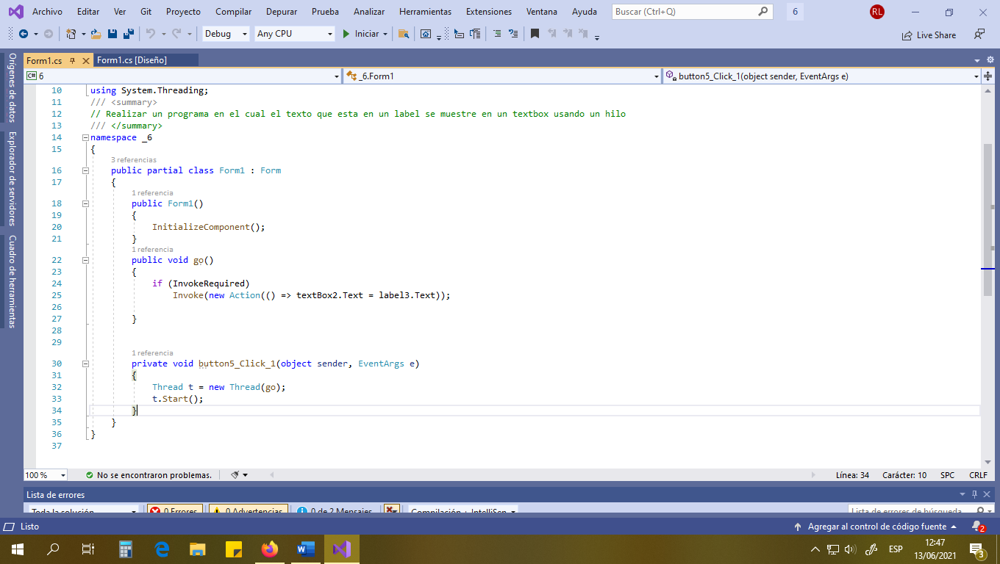 Archivo Editar Ver Git Proyecto Compilar Depurar Prueba Analizar Herramientas Extensiones Ventana Ayuda Buscar (Ctrl+Q) 6 RL
Debug Any CPU Iniciar Live Share
Form1.cs Form1.cs [Diseño]
C# 6 _6.Form1 button5_Click_1(object sender, EventArgs e)
Orígenes de datos
Explorador de servidores
Cuadro de herramientas
10 using System.Threading;
11 /// <summary>
12 // Realizar un programa en el cual el texto que esta en un label se muestre en un textbox usando un hilo
13 /// </summary>
14 namespace _6
15 {
3 referencias
16 public partial class Form1 : Form
17 {
1 referencia
18 public Form1()
19 {
20 InitializeComponent();
21 }
1 referencia
22 public void go()
23 {
24 if (InvokeRequired)
25 Invoke(new Action(() => textBox2.Text = label3.Text));
26
27 }
28
29
1 referencia
30 private void button5_Click_1(object sender, EventArgs e)
31 {
32 Thread t = new Thread(go);
33 t.Start();
34 }
35 }
36 }
37
100 % No se encontraron problemas. Línea: 34 Carácter: 10 SPC CRLF
Lista de errores
Toda la solución 0 Errores 0 Advertencias 0 de 2 Mensajes Compilación + IntelliSen Lista de errores de búsqueda
Listo Agregar al control de código fuente 2
ESP 12:47
13/06/2021 3